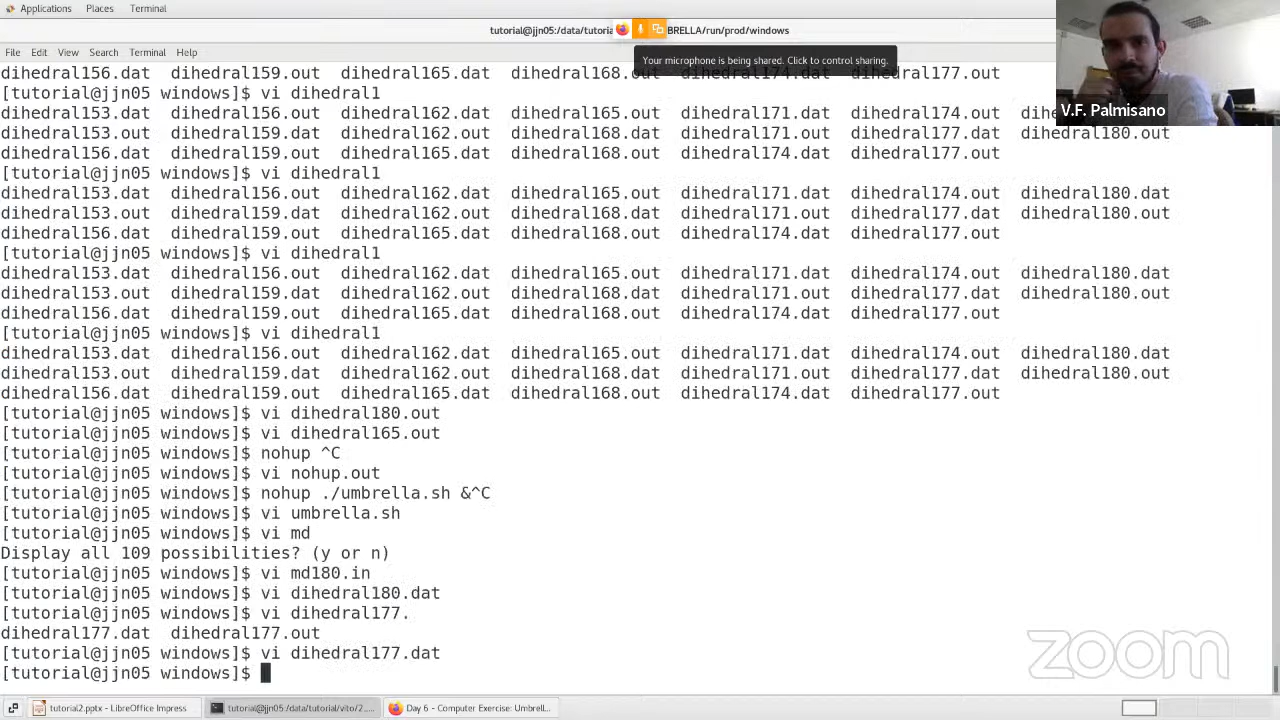 Applications Places Terminal
tutorial@jjn05:/data/tutoria BRELLA/run/prod/windows
File Edit View Search Terminal Help
Your microphone is being shared. Click to control sharing.
V.F. Palmisano
dihedral156.dat dihedral159.out dihedral165.dat dihedral168.out dihedral174.dat dihedral177.out
[tutorial@jjn05 windows]$ vi dihedral1
dihedral153.dat dihedral156.out dihedral162.dat dihedral165.out dihedral171.dat dihedral174.out dihe
dihedral153.out dihedral159.dat dihedral162.out dihedral168.dat dihedral171.out dihedral177.dat dihedral180.out
dihedral156.dat dihedral159.out dihedral165.dat dihedral168.out dihedral174.dat dihedral177.out
[tutorial@jjn05 windows]$ vi dihedral1
dihedral153.dat dihedral156.out dihedral162.dat dihedral165.out dihedral171.dat dihedral174.out dihedral180.dat
dihedral153.out dihedral159.dat dihedral162.out dihedral168.dat dihedral171.out dihedral177.dat dihedral180.out
dihedral156.dat dihedral159.out dihedral165.dat dihedral168.out dihedral174.dat dihedral177.out
[tutorial@jjn05 windows]$ vi dihedral1
dihedral153.dat dihedral156.out dihedral162.dat dihedral165.out dihedral171.dat dihedral174.out dihedral180.dat
dihedral153.out dihedral159.dat dihedral162.out dihedral168.dat dihedral171.out dihedral177.dat dihedral180.out
dihedral156.dat dihedral159.out dihedral165.dat dihedral168.out dihedral174.dat dihedral177.out
[tutorial@jjn05 windows]$ vi dihedral1
dihedral153.dat dihedral156.out dihedral162.dat dihedral165.out dihedral171.dat dihedral174.out dihedral180.dat
dihedral153.out dihedral159.dat dihedral162.out dihedral168.dat dihedral171.out dihedral177.dat dihedral180.out
dihedral156.dat dihedral159.out dihedral165.dat dihedral168.out dihedral174.dat dihedral177.out
[tutorial@jjn05 windows]$ vi dihedral180.out
[tutorial@jjn05 windows]$ vi dihedral165.out
[tutorial@jjn05 windows]$ nohup ^C
[tutorial@jjn05 windows]$ vi nohup.out
[tutorial@jjn05 windows]$ nohup ./umbrella.sh &^C
[tutorial@jjn05 windows]$ vi umbrella.sh
[tutorial@jjn05 windows]$ vi md
Display all 109 possibilities? (y or n)
[tutorial@jjn05 windows]$ vi md180.in
[tutorial@jjn05 windows]$ vi dihedral180.dat
[tutorial@jjn05 windows]$ vi dihedral177.
dihedral177.dat dihedral177.out
[tutorial@jjn05 windows]$ vi dihedral177.dat
[tutorial@jjn05 windows]$
zoom
tutorial2.pptx - LibreOffice Impress tutorial@jjn05:/data/tutorial/vito/2.... Day 6 - Computer Exercise: Umbrell...